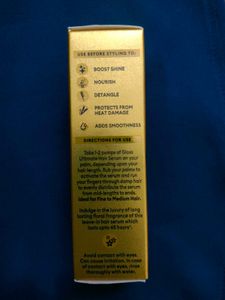 USE BEFORE STYLING TO:
BOOST SHINE
NOURISH
DETANGLE
PROTECTS FROM
HEAT DAMAGE
ADDS SMOOTHNESS
DIRECTIONS FOR USE
Take 1-2 pumps of Gloss
Ultimate Hair Serum on your
palm, depending upon your
hair length. Rub your palms to
activate the serum and run
your fingers through damp hair
to evenly distribute the serum
from mid-lengths to ends.
Ideal for Fine to Medium Hair.
Indulge in the luxury of long
lasting floral fragrance of this
leave-in hair serum which
lasts upto 48 hours*.
Avoid contact with eyes.
Can cause irritation. In case
of contact with eyes, rinse
thoroughly with water.